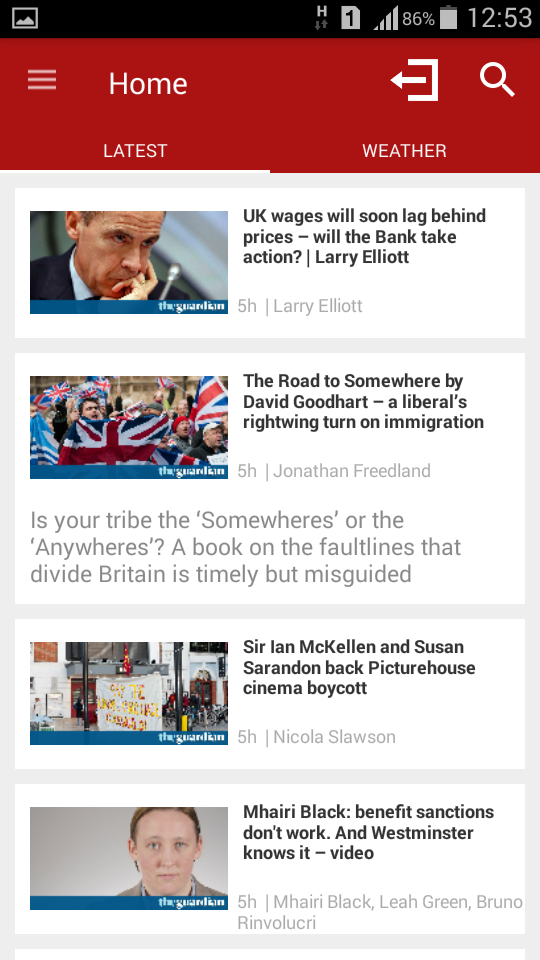 H 1 86% 12:53
Home
LATEST WEATHER
UK wages will soon lag behind
prices – will the Bank take
action? | Larry Elliott
theguardian
5h | Larry Elliott
The Road to Somewhere by
David Goodhart – a liberal’s
rightwing turn on immigration
theguardian
5h | Jonathan Freedland
Is your tribe the ‘Somewheres’ or the
‘Anywheres’? A book on the faultlines that
divide Britain is timely but misguided
Sir Ian McKellen and Susan
Sarandon back Picturehouse
cinema boycott
theguardian
5h | Nicola Slawson
Mhairi Black: benefit sanctions
don't work. And Westminster
knows it – video
theguardian
5h | Mhairi Black, Leah Green, Bruno
Rinvolucri